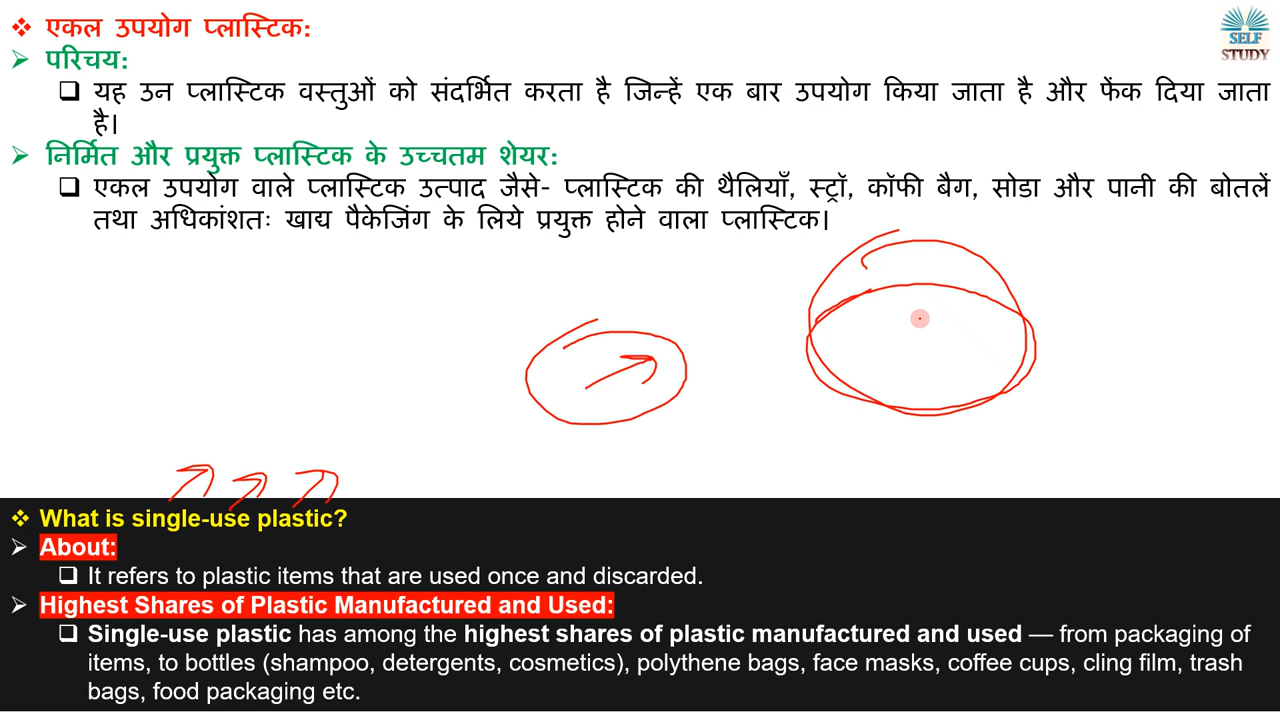 ❖ एकल उपयोग प्लास्टिक:
SELF
STUDY
➢ परिचय:
❑ यह उन प्लास्टिक वस्तुओं को संदर्भित करता है जिन्हें एक बार उपयोग किया जाता है और फेंक दिया जाता
है।
➢ निर्मित और प्रयुक्त प्लास्टिक के उच्चतम शेयर:
❑ एकल उपयोग वाले प्लास्टिक उत्पाद जैसे- प्लास्टिक की थैलियाँ, स्ट्रॉ, कॉफी बैग, सोडा और पानी की बोतलें
तथा अधिकांशतः खाद्य पैकेजिंग के लिये प्रयुक्त होने वाला प्लास्टिक।
❖ What is single-use plastic?
➢ About:
❑ It refers to plastic items that are used once and discarded.
➢ Highest Shares of Plastic Manufactured and Used:
❑ Single-use plastic has among the highest shares of plastic manufactured and used — from packaging of
items, to bottles (shampoo, detergents, cosmetics), polythene bags, face masks, coffee cups, cling film, trash
bags, food packaging etc.